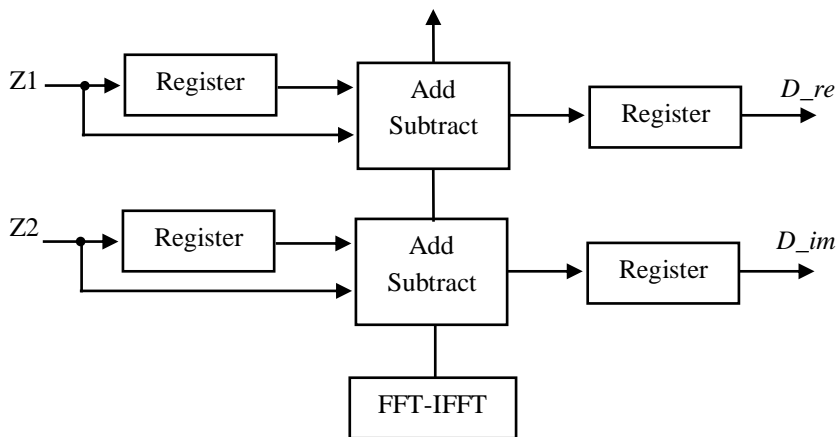 Z1
Register
Add
Subtract
Register
D_re
Z2
Register
Add
Subtract
Register
D_im
FFT-IFFT